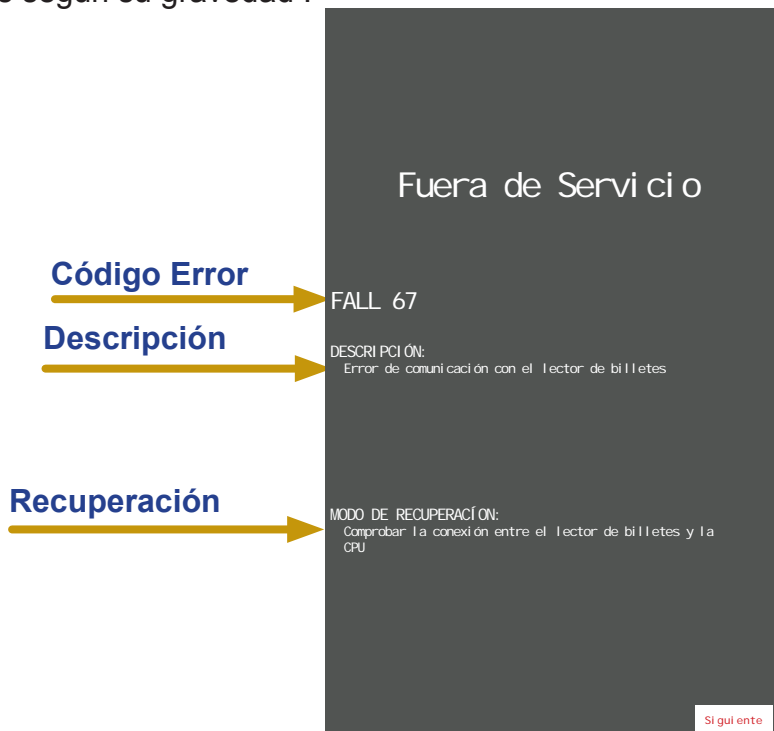 según su gravedad .
Fuera de Servicio
Código Error
FALL 67
Descripción
DESCRIPCIÓN:
Error de comunicación con el lector de billetes
Recuperación
MODO DE RECUPERACÍON:
Comprobar la conexión entre el lector de billetes y la
CPU
Siguiente